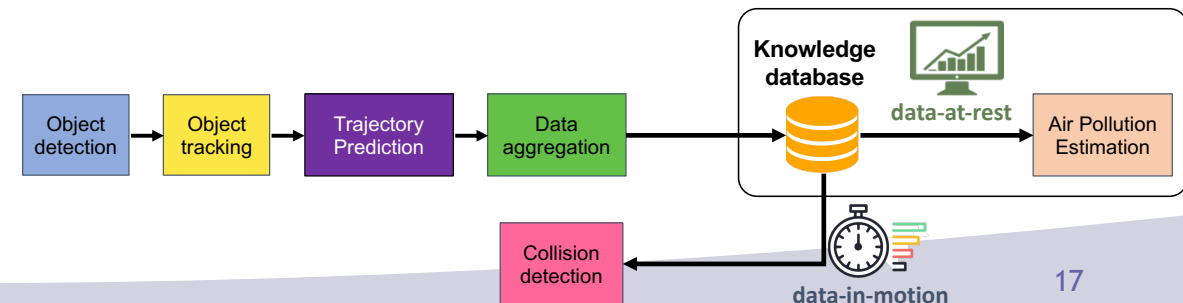 Object
detection
Object
tracking
Trajectory
Prediction
Data
aggregation
Knowledge
database
data-at-rest
Air Pollution
Estimation
Collision
detection
data-in-motion
17